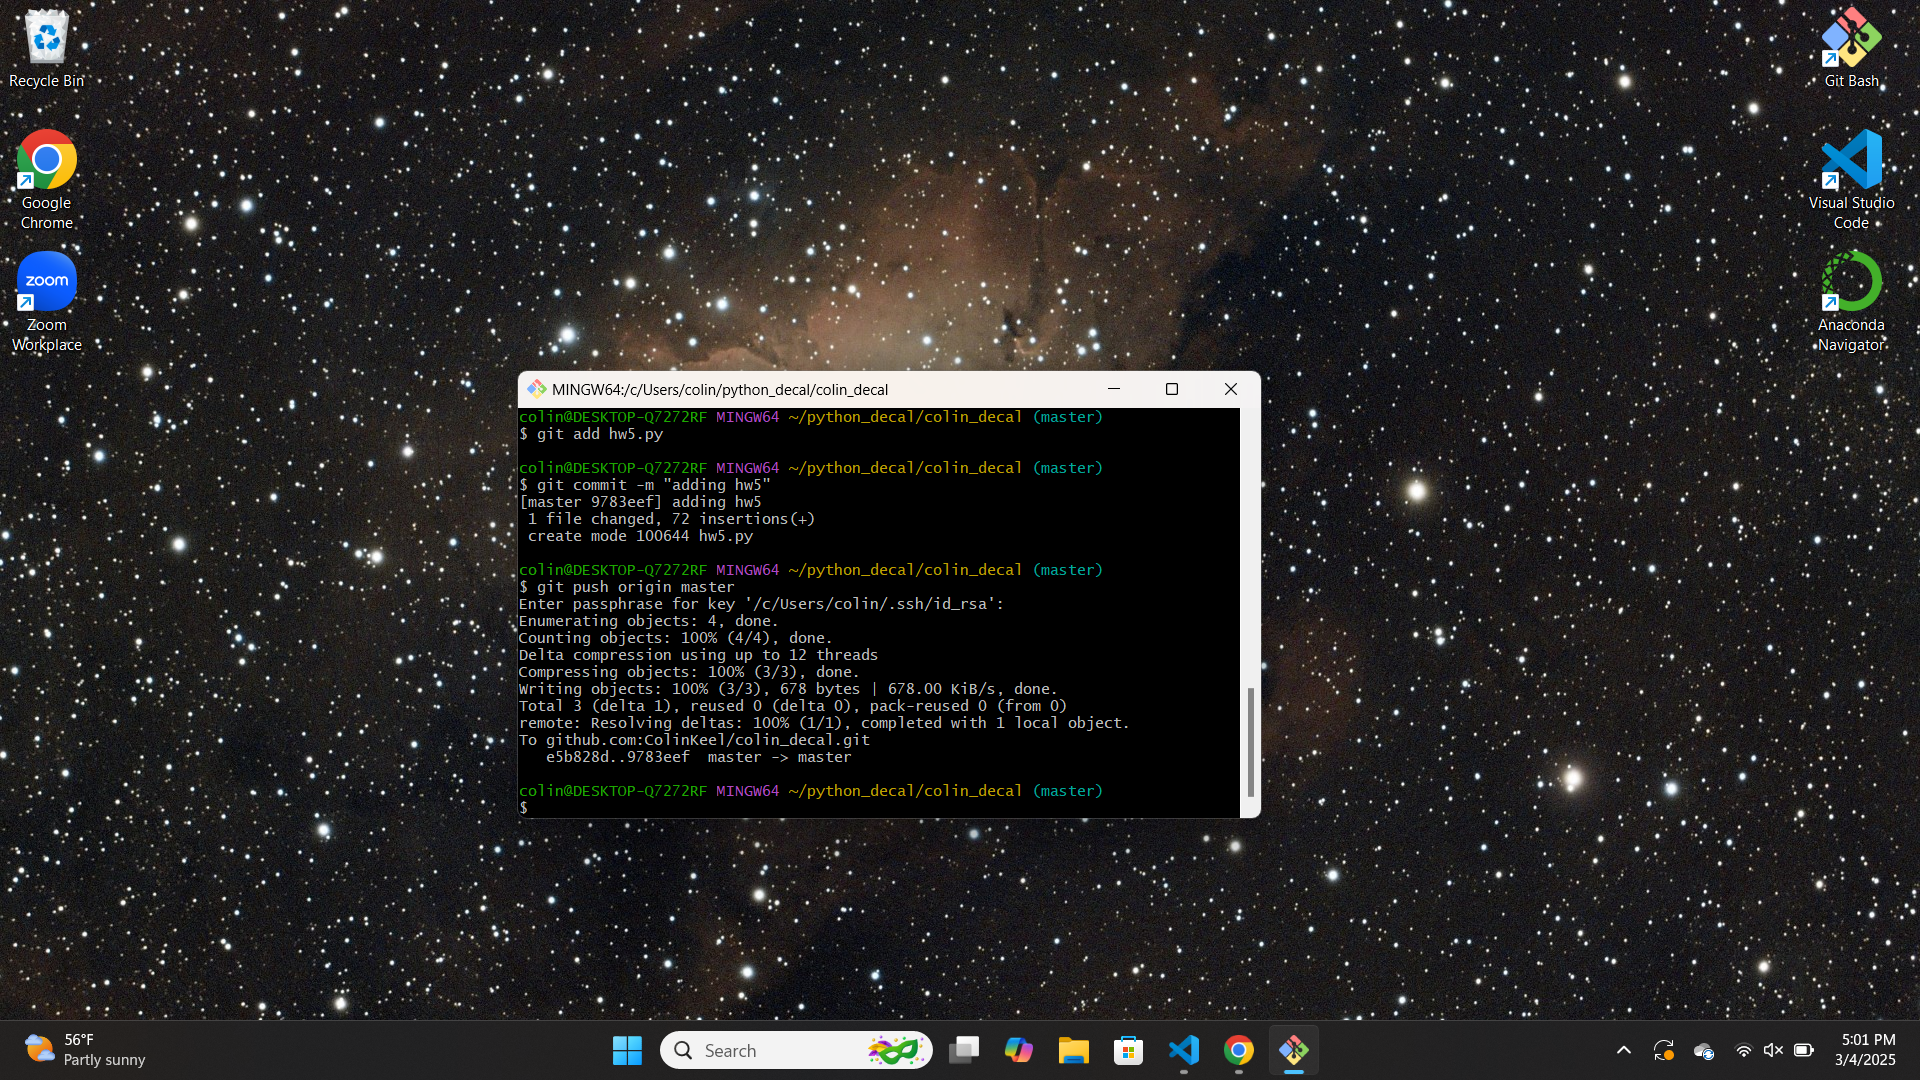 Recycle Bin
Google
Chrome
zoom
Zoom
Workplace
Git Bash
Visual Studio
Code
Anaconda
Navigator
MINGW64:/c/Users/colin/python_decal/colin_decal
colin@DESKTOP-Q7272RF MINGW64 ~/python_decal/colin_decal (master)
$ git add hw5.py
colin@DESKTOP-Q7272RF MINGW64 ~/python_decal/colin_decal (master)
$ git commit -m "adding hw5"
[master 9783eef] adding hw5
 1 file changed, 72 insertions(+)
 create mode 100644 hw5.py
colin@DESKTOP-Q7272RF MINGW64 ~/python_decal/colin_decal (master)
$ git push origin master
Enter passphrase for key '/c/Users/colin/.ssh/id_rsa':
Enumerating objects: 4, done.
Counting objects: 100% (4/4), done.
Delta compression using up to 12 threads
Compressing objects: 100% (3/3), done.
Writing objects: 100% (3/3), 678 bytes | 678.00 KiB/s, done.
Total 3 (delta 1), reused 0 (delta 0), pack-reused 0 (from 0)
remote: Resolving deltas: 100% (1/1), completed with 1 local object.
To github.com:ColinKeel/colin_decal.git
   e5b828d..9783eef  master -> master
colin@DESKTOP-Q7272RF MINGW64 ~/python_decal/colin_decal (master)
$
56°F
Partly sunny
Search
5:01 PM
3/4/2025